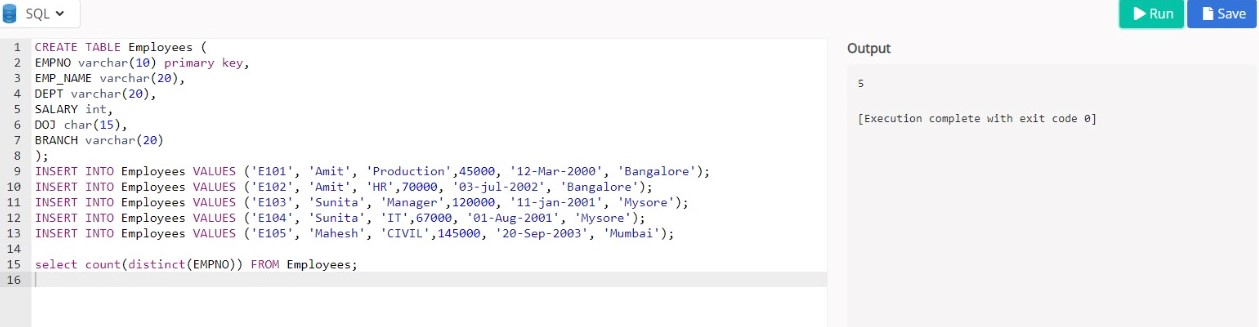 SQL
Run Save
Output
1 CREATE TABLE Employees (
2 EMPNO varchar(10) primary key,
3 EMP_NAME varchar(20),
4 DEPT varchar(20),
5 SALARY int,
6 DOJ char(15),
7 BRANCH varchar(20)
8 );
9 INSERT INTO Employees VALUES ('E101', 'Amit', 'Production',45000, '12-Mar-2000', 'Bangalore');
10 INSERT INTO Employees VALUES ('E102', 'Amit', 'HR',70000, '03-jul-2002', 'Bangalore');
11 INSERT INTO Employees VALUES ('E103', 'Sunita', 'Manager',120000, '11-jan-2001', 'Mysore');
12 INSERT INTO Employees VALUES ('E104', 'Sunita', 'IT',67000, '01-Aug-2001', 'Mysore');
13 INSERT INTO Employees VALUES ('E105', 'Mahesh', 'CIVIL',145000, '20-Sep-2003', 'Mumbai');
14
15 select count(distinct(EMPNO)) FROM Employees;
16
5
[Execution complete with exit code 0]